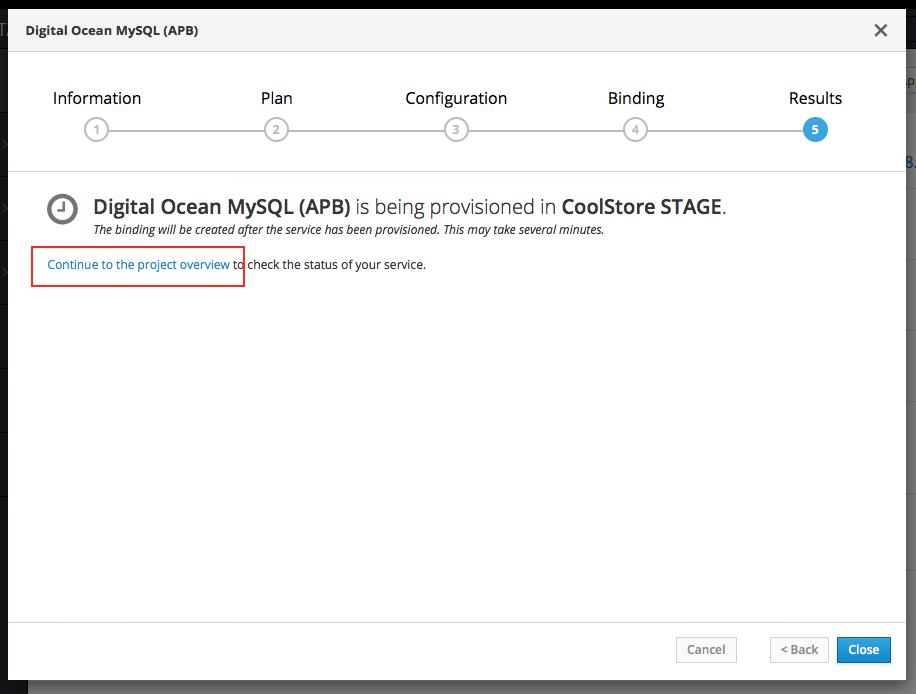 Digital Ocean MySQL (APB)
Information Plan Configuration Binding Results
1 2 3 4 5
Digital Ocean MySQL (APB) is being provisioned in CoolStore STAGE.
The binding will be created after the service has been provisioned. This may take several minutes.
Continue to the project overview to check the status of your service.
Cancel < Back Close